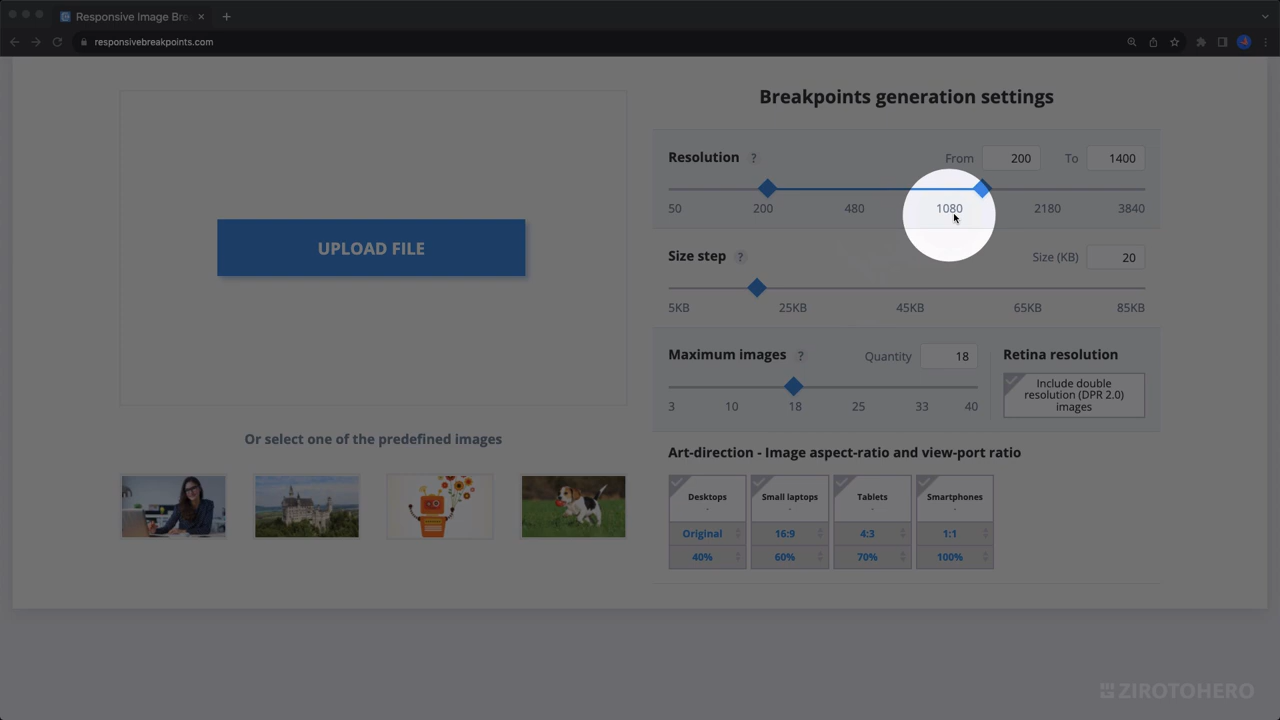 Responsive Image Bre
responsivebreakpoints.com
Breakpoints generation settings
Resolution ? From 200 To 1400
50 200 480 1080 2180 3840
UPLOAD FILE
Size step ? Size (KB) 20
5KB 25KB 45KB 65KB 85KB
Maximum images ? Quantity 18
3 10 18 25 33 40
Retina resolution
Include double
resolution (DPR 2.0)
images
Or select one of the predefined images
Art-direction - Image aspect-ratio and view-port ratio
Desktops Small laptops Tablets Smartphones
- - - -
Original 16:9 4:3 1:1
40% 60% 70% 100%
ZIROTOHERO